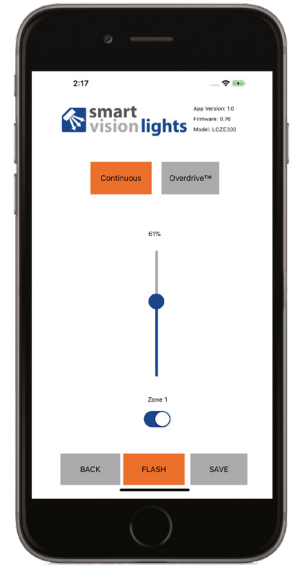 2:17
smart
vision lights
App Version: 1.0
Firmware: 0.76
Model: LCZE300
Continuous
Overdrive™
61%
Zone 1
BACK
FLASH
SAVE